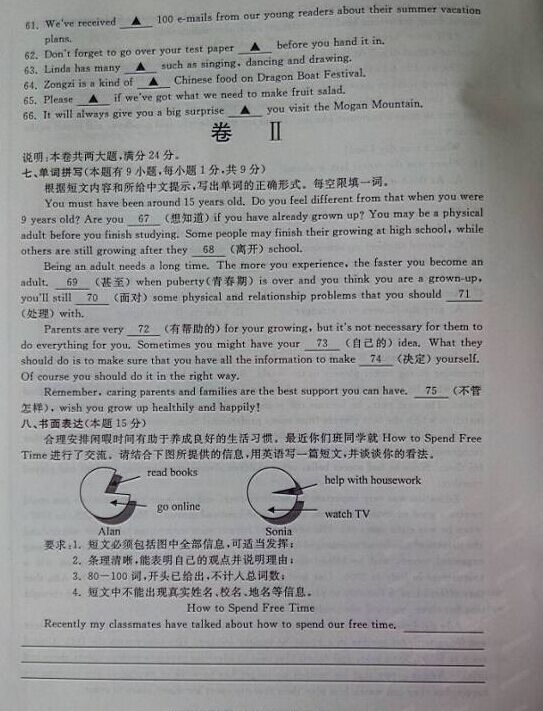 61. We've received ▲ 100 e-mails from our young readers about their summer vacation
plans.
62. Don't forget to go over your test paper ▲ before you hand it in.
63. Linda has many ▲ such as singing, dancing and drawing.
64. Zongzi is a kind of ▲ Chinese food on Dragon Boat Festival.
65. Please ▲ if we've got what we need to make fruit salad.
66. It will always give you a big surprise ▲ you visit the Mogan Mountain.
卷 Ⅱ
说明:本卷共两大题,满分24分。
七、单词拼写(本题有9小题,每小题1分,共9分)
根据短文内容和所给中文提示,写出单词的正确形式。每空限填一词。
You must have been around 15 years old. Do you feel different from that when you were
9 years old? Are you 67 (想知道) if you have already grown up? You may be a physical
adult before you finish studying. Some people may finish their growing at high school, while
others are still growing after they 68 (离开) school.
Being an adult needs a long time. The more you experience, the faster you become an
adult. 69 (甚至) when puberty(青春期) is over and you think you are a grown-up,
you'll still 70 (面对) some physical and relationship problems that you should 71
(处理) with.
Parents are very 72 (有帮助的) for your growing, but it's not necessary for them to
do everything for you. Sometimes you might have your 73 (自己的) idea. What they
should do is to make sure that you have all the information to make 74 (决定) yourself.
Of course you should do it in the right way.
Remember, caring parents and families are the best support you can have. 75 (不管
怎样), wish you grow up healthily and happily!
八、书面表达(本题15分)
合理安排闲暇时间有助于养成良好的生活习惯。最近你们班同学就 How to Spend Free
Time 进行了交流。请结合下图所提供的信息,用英语写一篇短文,并谈谈你的看法。
read books
go online
Alan
help with housework
watch TV
Sonia
要求:1. 短文必须包括图中全部信息,可适当发挥;
2. 条理清晰,能表明自己的观点并说明理由;
3. 80-100词,开头已给出,不计人总词数;
4. 短文中不能出现真实姓名、校名、地名等信息。
How to Spend Free Time
Recently my classmates have talked about how to spend our free time.